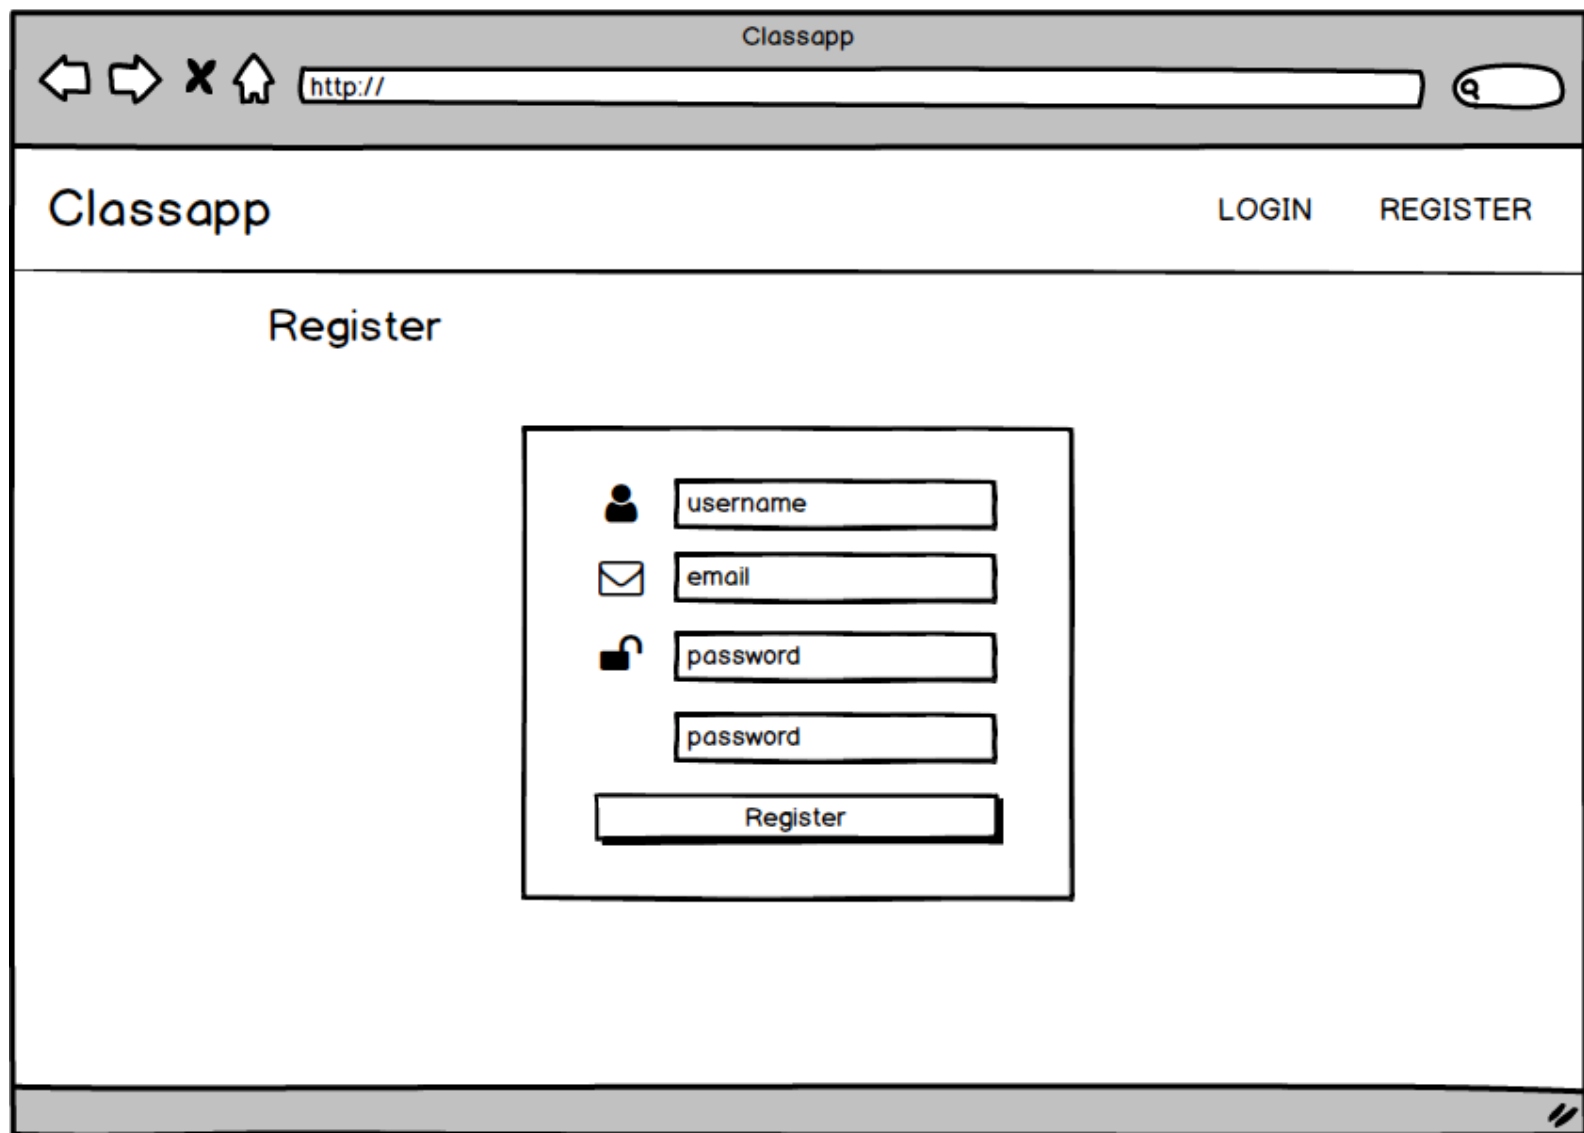 Classapp
http://
Classapp
LOGIN REGISTER
Register
username
email
password
password
Register